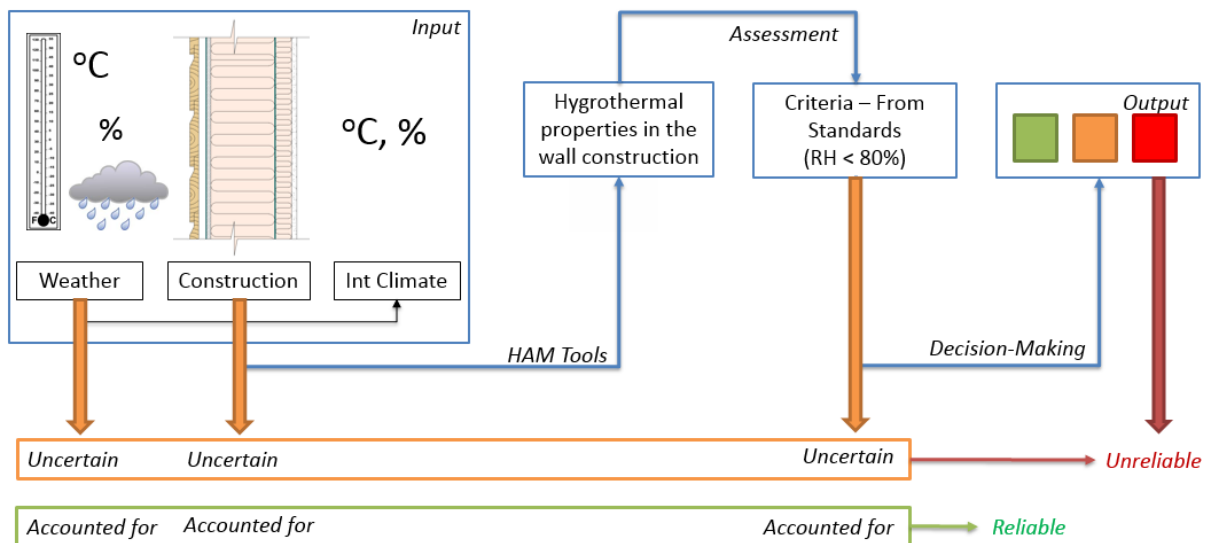 Input
°C
%
°C, %
F C
Weather
Construction
Int Climate
HAM Tools
Hygrothermal
properties in the
wall construction
Assessment
Criteria – From
Standards
(RH < 80%)
Decision-Making
Output
Uncertain
Uncertain
Uncertain
Unreliable
Accounted for
Accounted for
Accounted for
Reliable